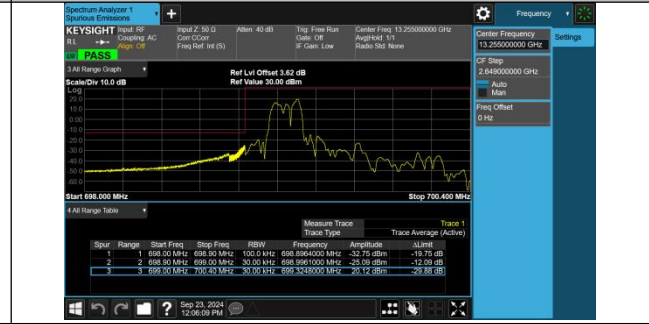 Spectrum Analyzer 1
Spurious Emissions
+
Frequency
KEYSIGHT
Input: RF
Input Z: 50 Ω
Atten: 40 dB
Trig: Free Run
Center Freq: 13.255000000 GHz
RL
Coupling: AC
Corr CCorr
Gate: Off
Avg|Hold: 1/1
Align: Off
Freq Ref: Int (S)
IF Gain: Low
Radio Std: None
PASS
Center Frequency
Settings
13.255000000 GHz
CF Step
2.649000000 GHz
Auto
Man
Freq Offset
0 Hz
3 All Range Graph
Ref Lvl Offset 3.62 dB
Scale/Div 10.0 dB
Ref Value 30.00 dBm
Log
20.0
10.0
0.00
-10.0
-20.0
-30.0
-40.0
-50.0
-60.0
Start 698.000 MHz
Stop 700.400 MHz
4 All Range Table
Measure Trace
Trace 1
Trace Type
Trace Average (Active)
Spur Range Start Freq Stop Freq RBW Frequency Amplitude ΔLimit
1 1 698.00 MHz 698.90 MHz 100.0 kHz 698.8964000 MHz -32.75 dBm -19.75 dB
2 2 698.90 MHz 699.00 MHz 30.00 kHz 698.9961000 MHz -25.09 dBm -12.09 dB
3 3 699.00 MHz 700.40 MHz 30.00 kHz 699.3248000 MHz 20.12 dBm -29.88 dB
?
Sep 23, 2024
12:06:09 PM